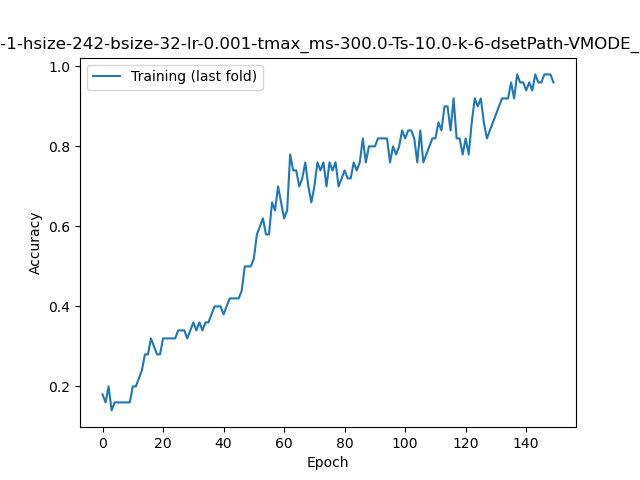 -1-hsize-242-bsize-32-lr-0.001-tmax_ms-300.0-Ts-10.0-k-6-dsetPath-VMODE_
Training (last fold)
1.0
0.8
0.6
0.4
0.2
Accuracy
0 20 40 60 80 100 120 140
Epoch